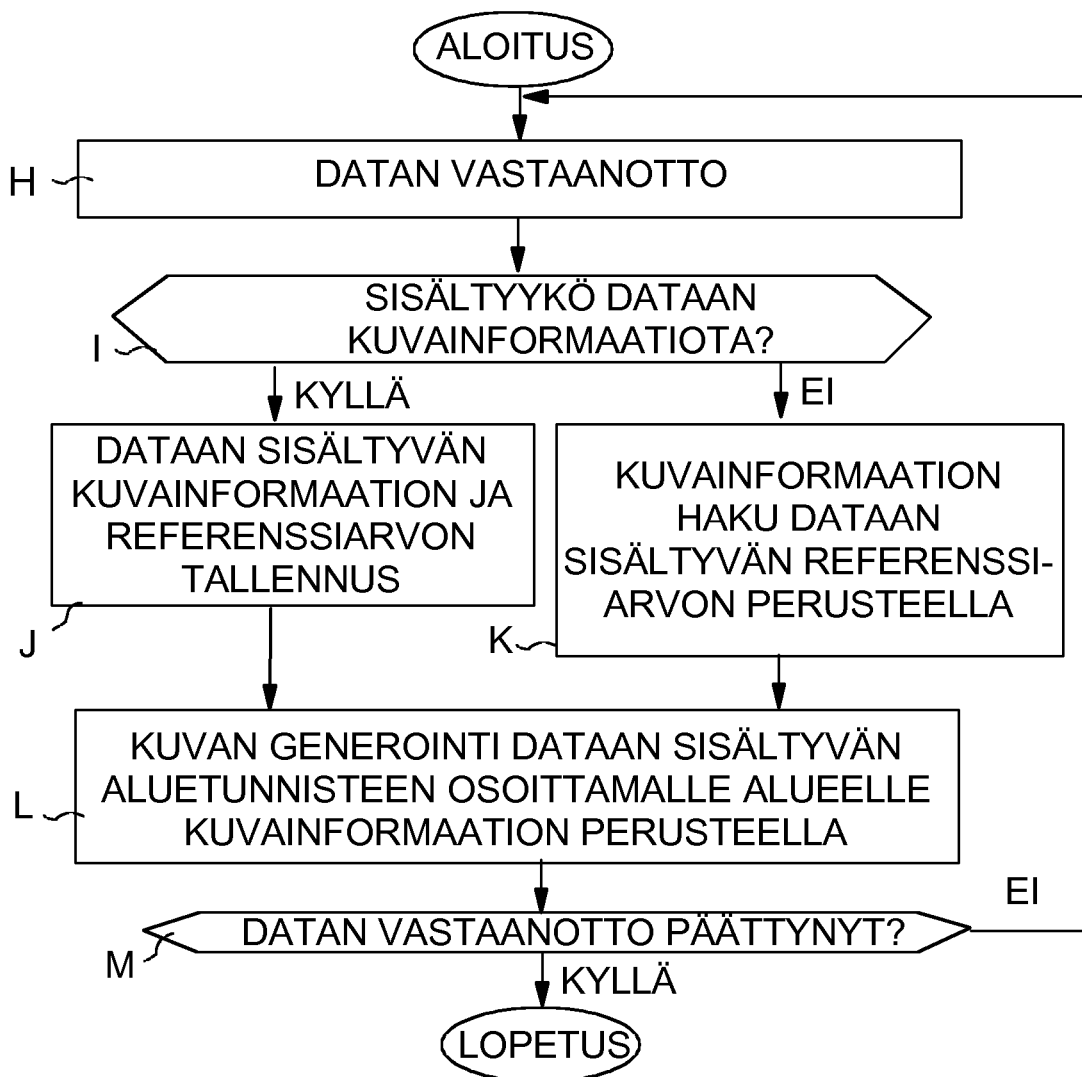 ALOITUS
H
DATAN VASTAANOTTO
SISÄLTYYKÖ DATAAN
KUVAINFORMAATIOTA?
I
KYLLÄ
EI
DATAAN SISÄLTYVÄN
KUVAINFORMAATION JA
REFERENSSIARVON
TALLENNUS
J
KUVAINFORMAATION
HAKU DATAAN
SISÄLTYVÄN REFERENSSI-
ARVON PERUSTEELLA
K
KUVAN GENEROINTI DATAAN SISÄLTYVÄN
ALUETUNNISTEEN OSOITTAMALLE ALUEELLE
KUVAINFORMAATION PERUSTEELLA
L
DATAN VASTAANOTTO PÄÄTTYNYT?
EI
M
KYLLÄ
LOPETUS